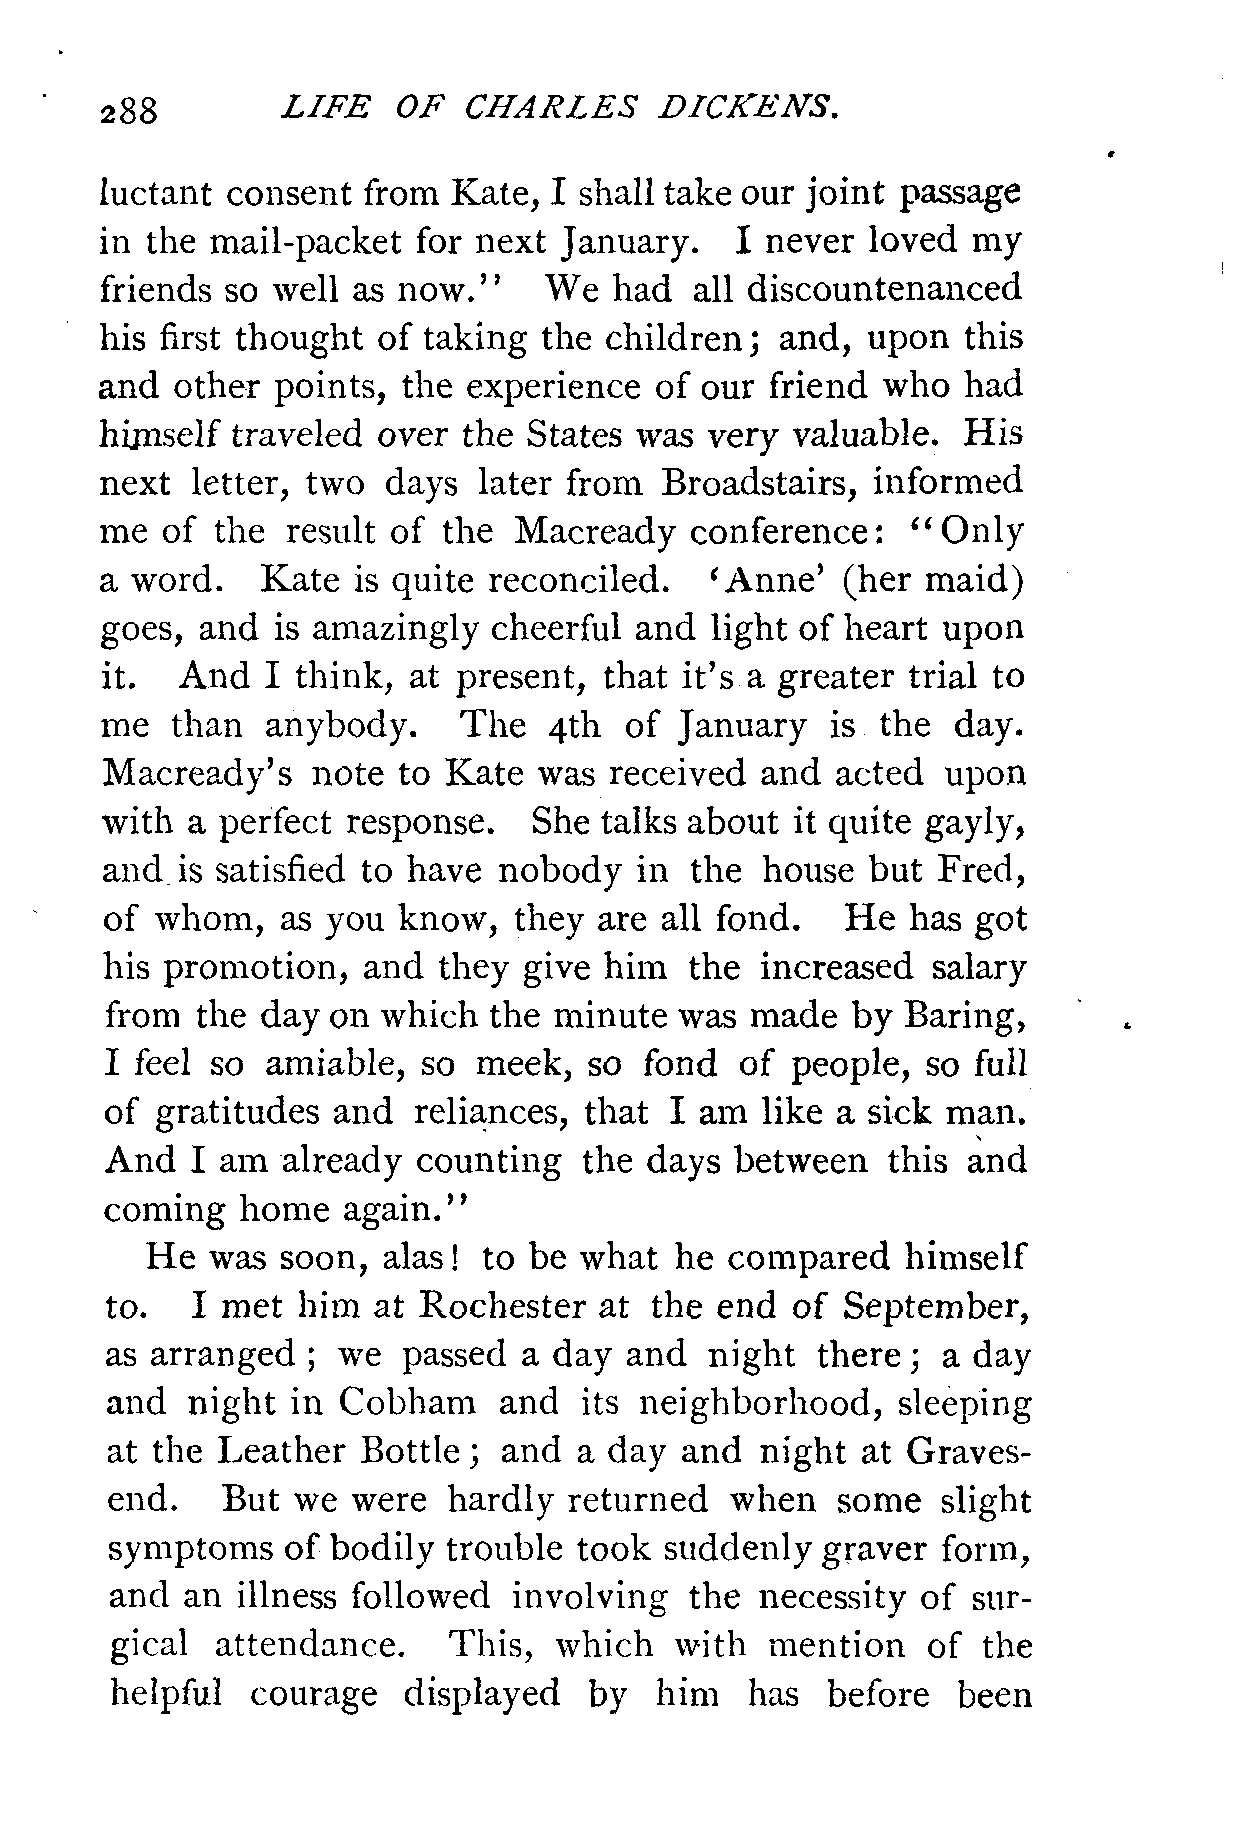 288 LIFE OF CHARLES DICKENS.
luctant consent from Kate, I shall take our joint passage
in the mail-packet for next January. I never loved my
friends so well as now.'' We had all discountenanced
his first thought of taking the children; and, upon this
and other points, the experience of our friend who had
himself traveled over the States was very valuable. His
next letter, two days later from Broadstairs, informed
me of the result of the Macready conference: “Only
a word. Kate is quite reconciled. ‘Anne’ (her maid)
goes, and is amazingly cheerful and light of heart upon
it. And I think, at present, that it's a greater trial to
me than anybody. The 4th of January is the day.
Macready's note to Kate was received and acted upon
with a perfect response. She talks about it quite gayly,
and is satisfied to have nobody in the house but Fred,
of whom, as you know, they are all fond. He has got
his promotion, and they give him the increased salary
from the day on which the minute was made by Baring,
I feel so amiable, so meek, so fond of people, so full
of gratitudes and reliances, that I am like a sick man.
And I am already counting the days between this and
coming home again.''
He was soon, alas! to be what he compared himself
to. I met him at Rochester at the end of September,
as arranged; we passed a day and night there; a day
and night in Cobham and its neighborhood, sleeping
at the Leather Bottle; and a day and night at Graves-
end. But we were hardly returned when some slight
symptoms of bodily trouble took suddenly graver form,
and an illness followed involving the necessity of sur-
gical attendance. This, which with mention of the
helpful courage displayed by him has before been